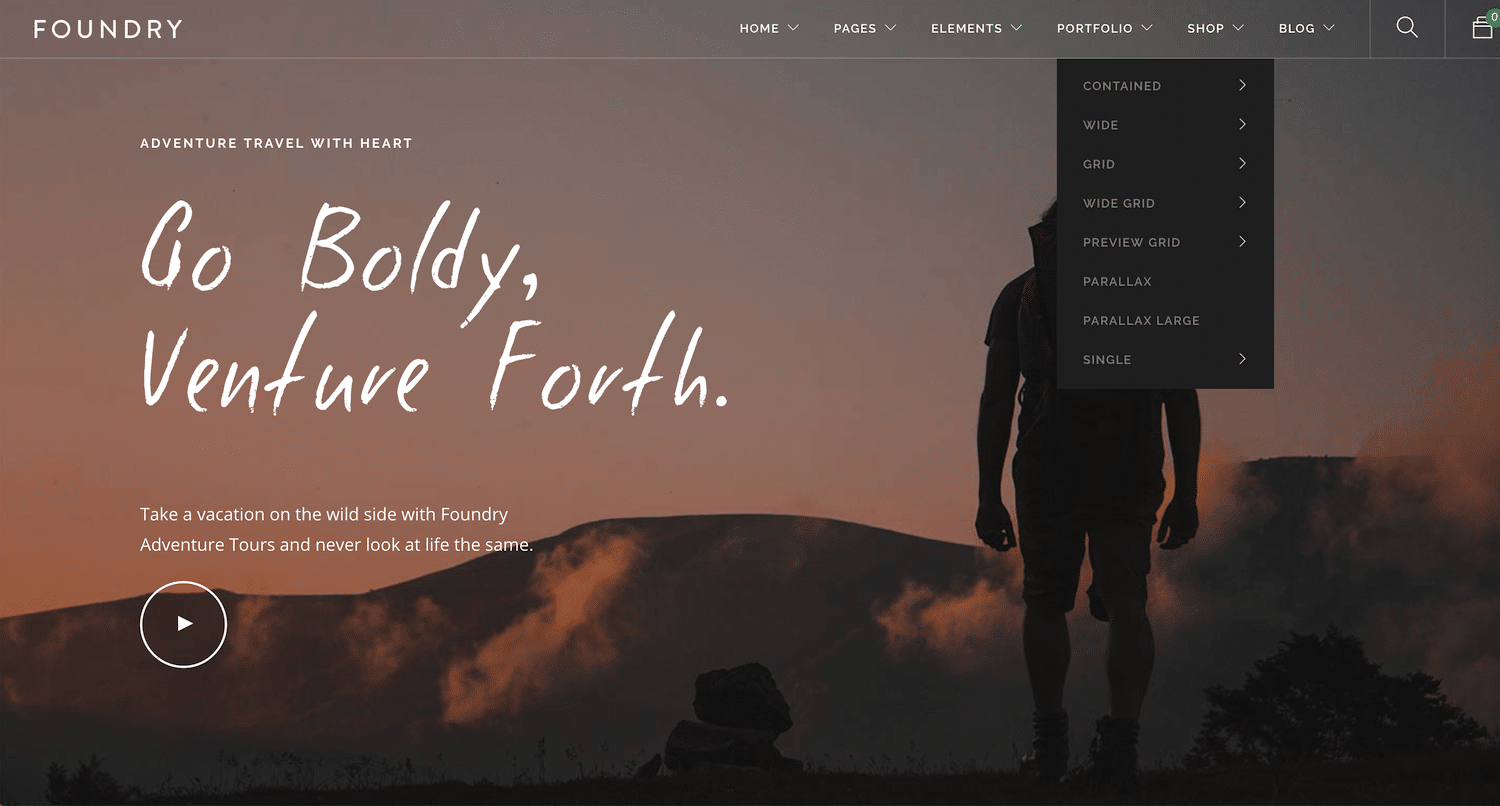 FOUNDRY
HOME PAGES ELEMENTS PORTFOLIO SHOP BLOG 0
CONTAINED
WIDE
GRID
WIDE GRID
PREVIEW GRID
PARALLAX
PARALLAX LARGE
SINGLE
ADVENTURE TRAVEL WITH HEART
Go Boldy,
Venture Forth.
Take a vacation on the wild side with Foundry
Adventure Tours and never look at life the same.